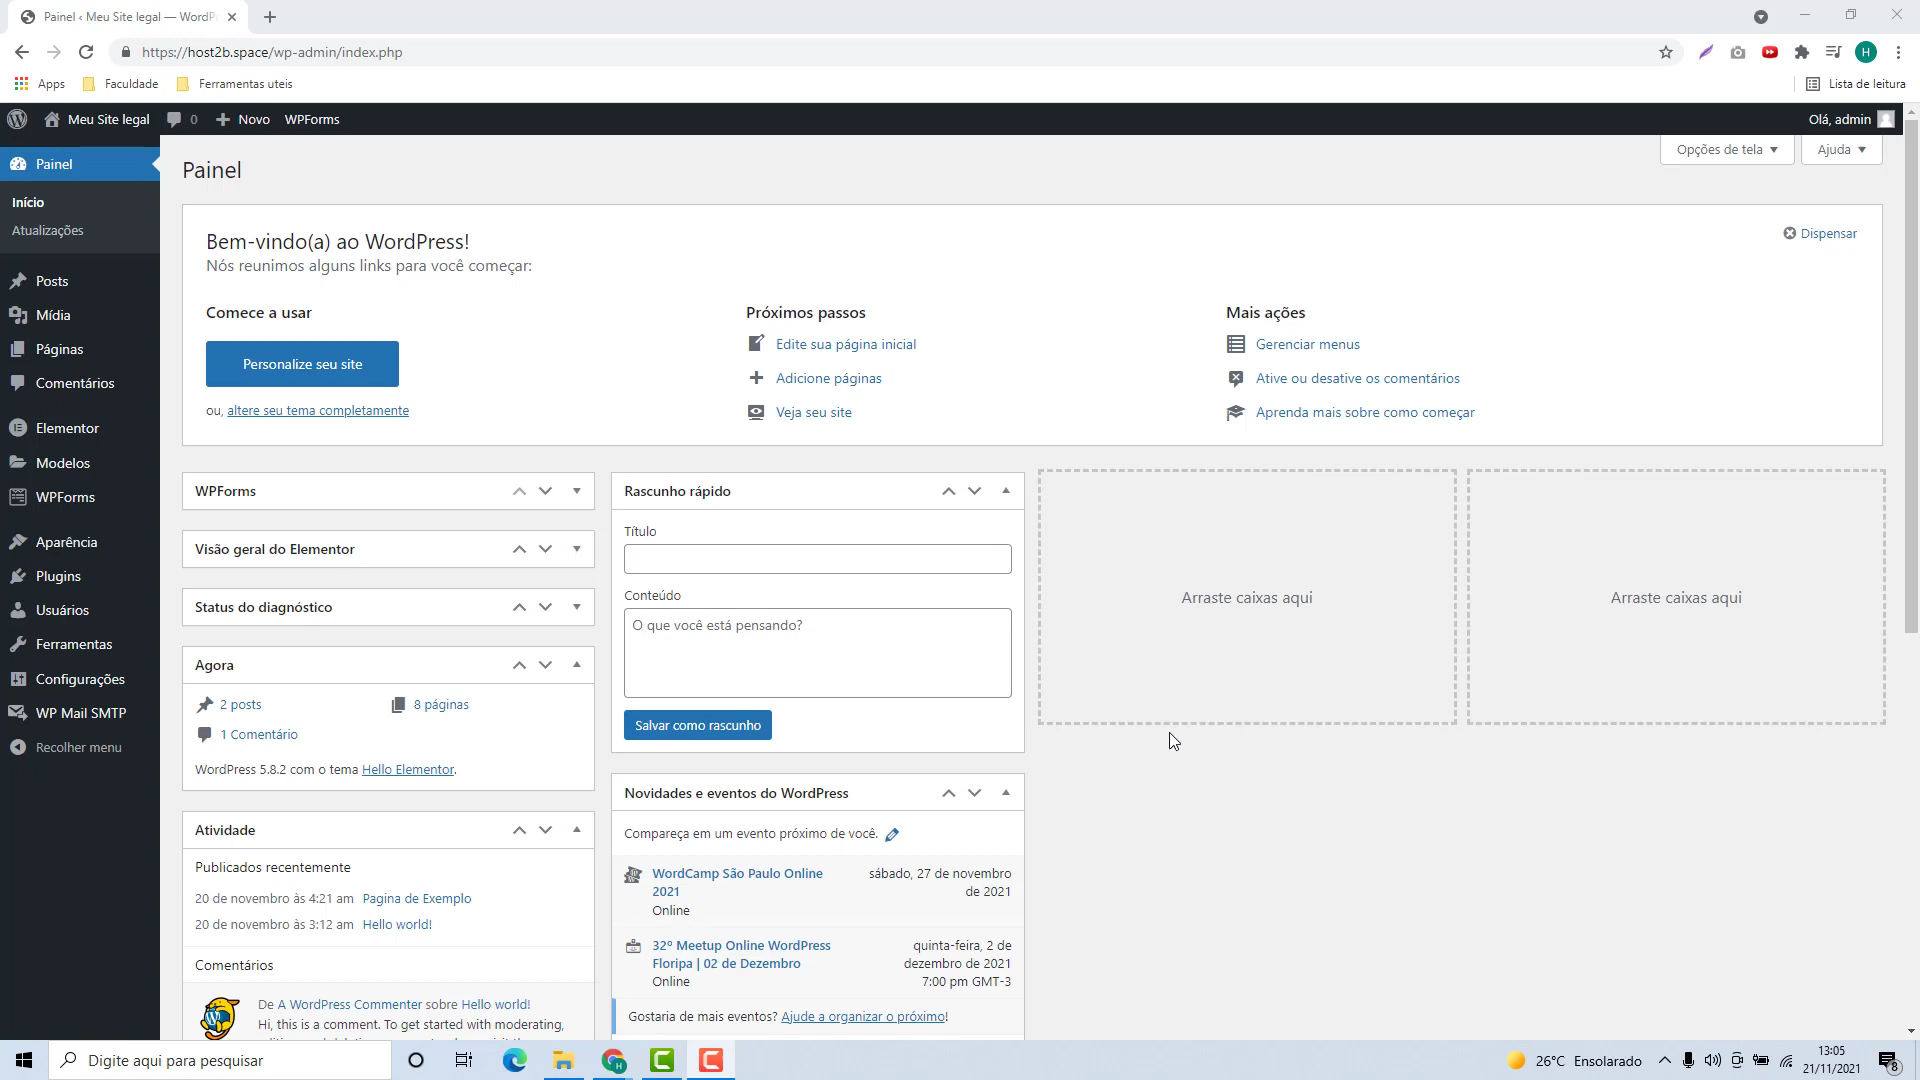 Painel ‹ Meu Site legal — WordP
https://host2b.space/wp-admin/index.php
H
Apps
Faculdade
Ferramentas uteis
Lista de leitura
Meu Site legal
0
Novo
WPForms
Olá, admin
Painel
Início
Atualizações
Posts
Mídia
Páginas
Comentários
Elementor
Modelos
WPForms
Aparência
Plugins
Usuários
Ferramentas
Configurações
WP Mail SMTP
Recolher menu
Painel
Opções de tela
Ajuda
Bem-vindo(a) ao WordPress!
Nós reunimos alguns links para você começar:
Dispensar
Comece a usar
Personalize seu site
ou, altere seu tema completamente
Próximos passos
Edite sua página inicial
Adicione páginas
Veja seu site
Mais ações
Gerenciar menus
Ative ou desative os comentários
Aprenda mais sobre como começar
WPForms
Visão geral do Elementor
Status do diagnóstico
Agora
2 posts
8 páginas
1 Comentário
WordPress 5.8.2 com o tema Hello Elementor.
Atividade
Publicados recentemente
20 de novembro às 4:21 am Pagina de Exemplo
20 de novembro às 3:12 am Hello world!
Comentários
De A WordPress Commenter sobre Hello world!
Hi, this is a comment. To get started with moderating,
Rascunho rápido
Título
Conteúdo
O que você está pensando?
Salvar como rascunho
Novidades e eventos do WordPress
Compareça em um evento próximo de você.
WordCamp São Paulo Online
2021
Online
sábado, 27 de novembro
de 2021
32º Meetup Online WordPress
Floripa | 02 de Dezembro
Online
quinta-feira, 2 de
dezembro de 2021
7:00 pm GMT-3
Gostaria de mais eventos? Ajude a organizar o próximo!
Arraste caixas aqui
Arraste caixas aqui
Digite aqui para pesquisar
26°C Ensolarado
13:05
21/11/2021
8